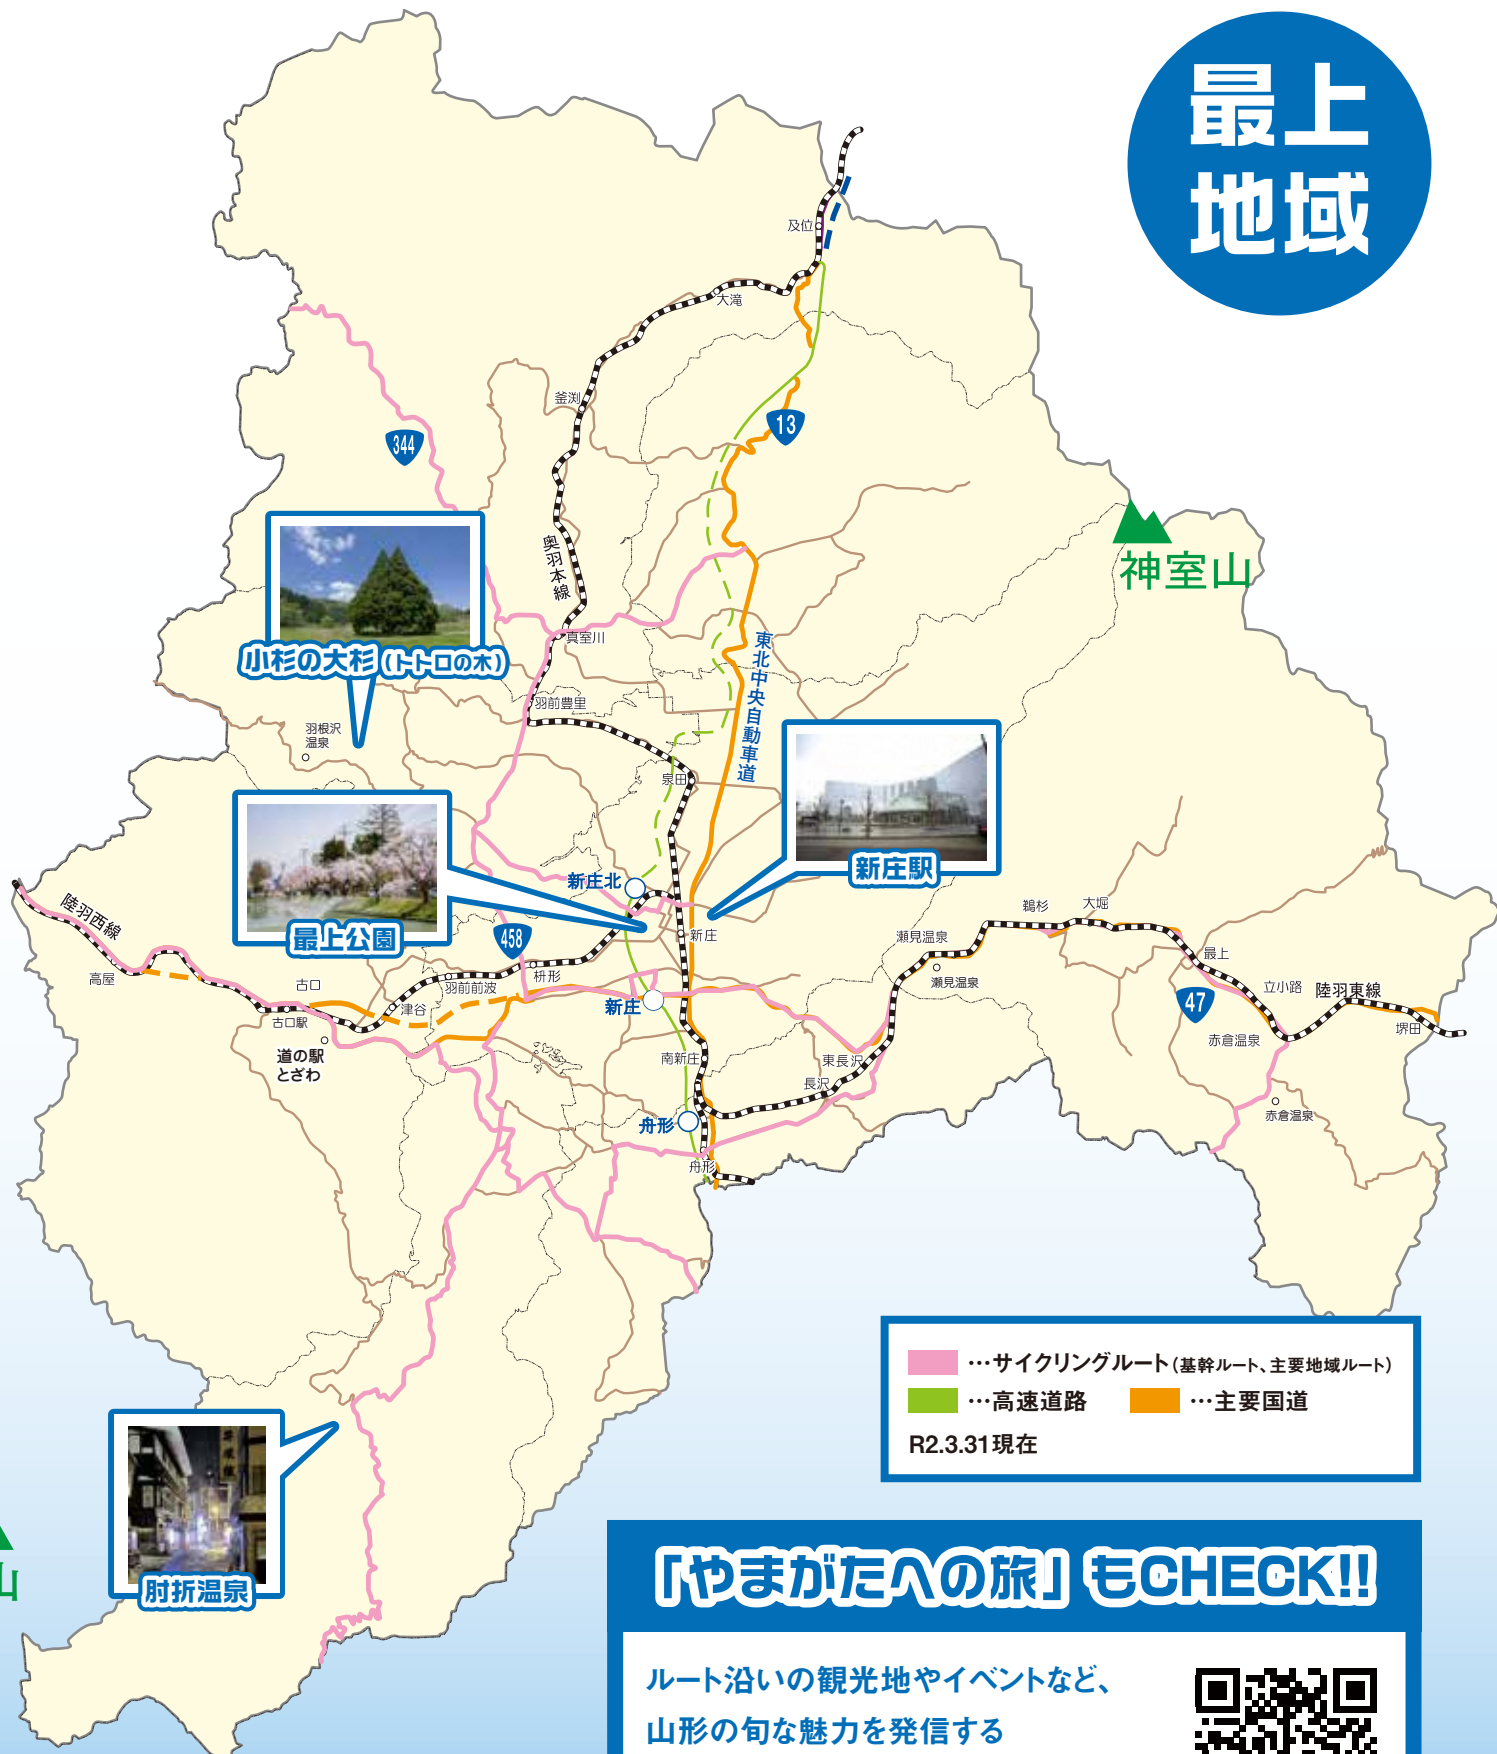 最上
地域
及位
大滝
釜渕
13
344
神室山
奥羽本線
真室川
小杉の大杉(トトロの木)
東北中央自動車道
羽前豊里
羽根沢
温泉
泉田
新庄駅
新庄北
最上公園
陸羽西線
458
新庄
鵜杉
大堀
瀬見温泉
最上
瀬見温泉
高屋
古口
羽前前波
枡形
津谷
新庄
立小路
陸羽東線
47
古口駅
堺田
赤倉温泉
道の駅
とざわ
南新庄
東長沢
長沢
赤倉温泉
舟形
舟形
…サイクリングルート(基幹ルート、主要地域ルート)
…高速道路 …主要国道
R2.3.31現在
山
肘折温泉
「やまがたへの旅」もCHECK!!
ルート沿いの観光地やイベントなど、
山形の旬な魅力を発信する